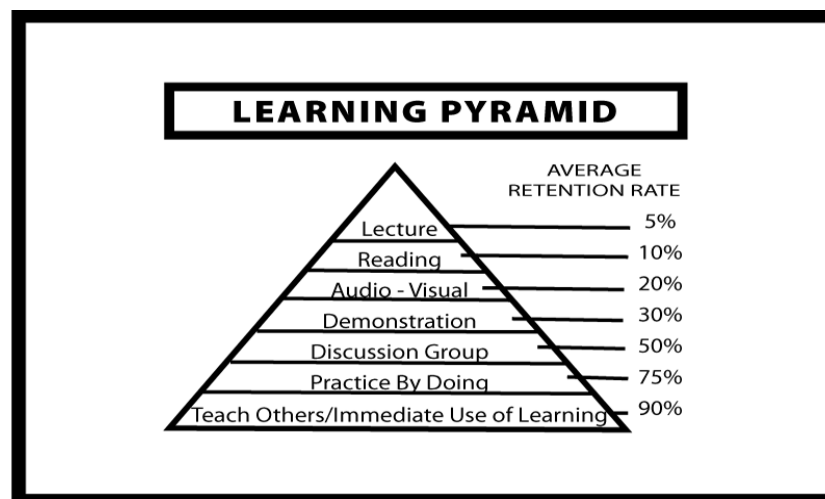 LEARNING PYRAMID
AVERAGE
RETENTION RATE
Lecture 5%
Reading 10%
Audio - Visual 20%
Demonstration 30%
Discussion Group 50%
Practice By Doing 75%
Teach Others/Immediate Use of Learning 90%